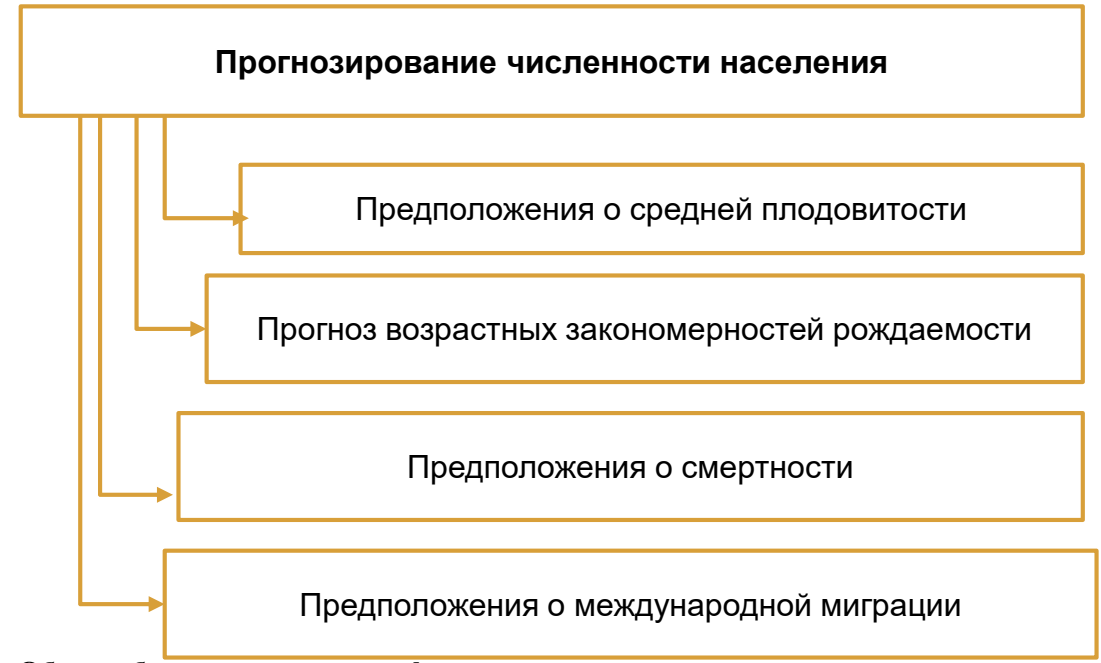 Прогнозирование численности населения
Предположения о средней плодовитости
Прогноз возрастных закономерностей рождаемости
Предположения о смертности
Предположения о международной миграции